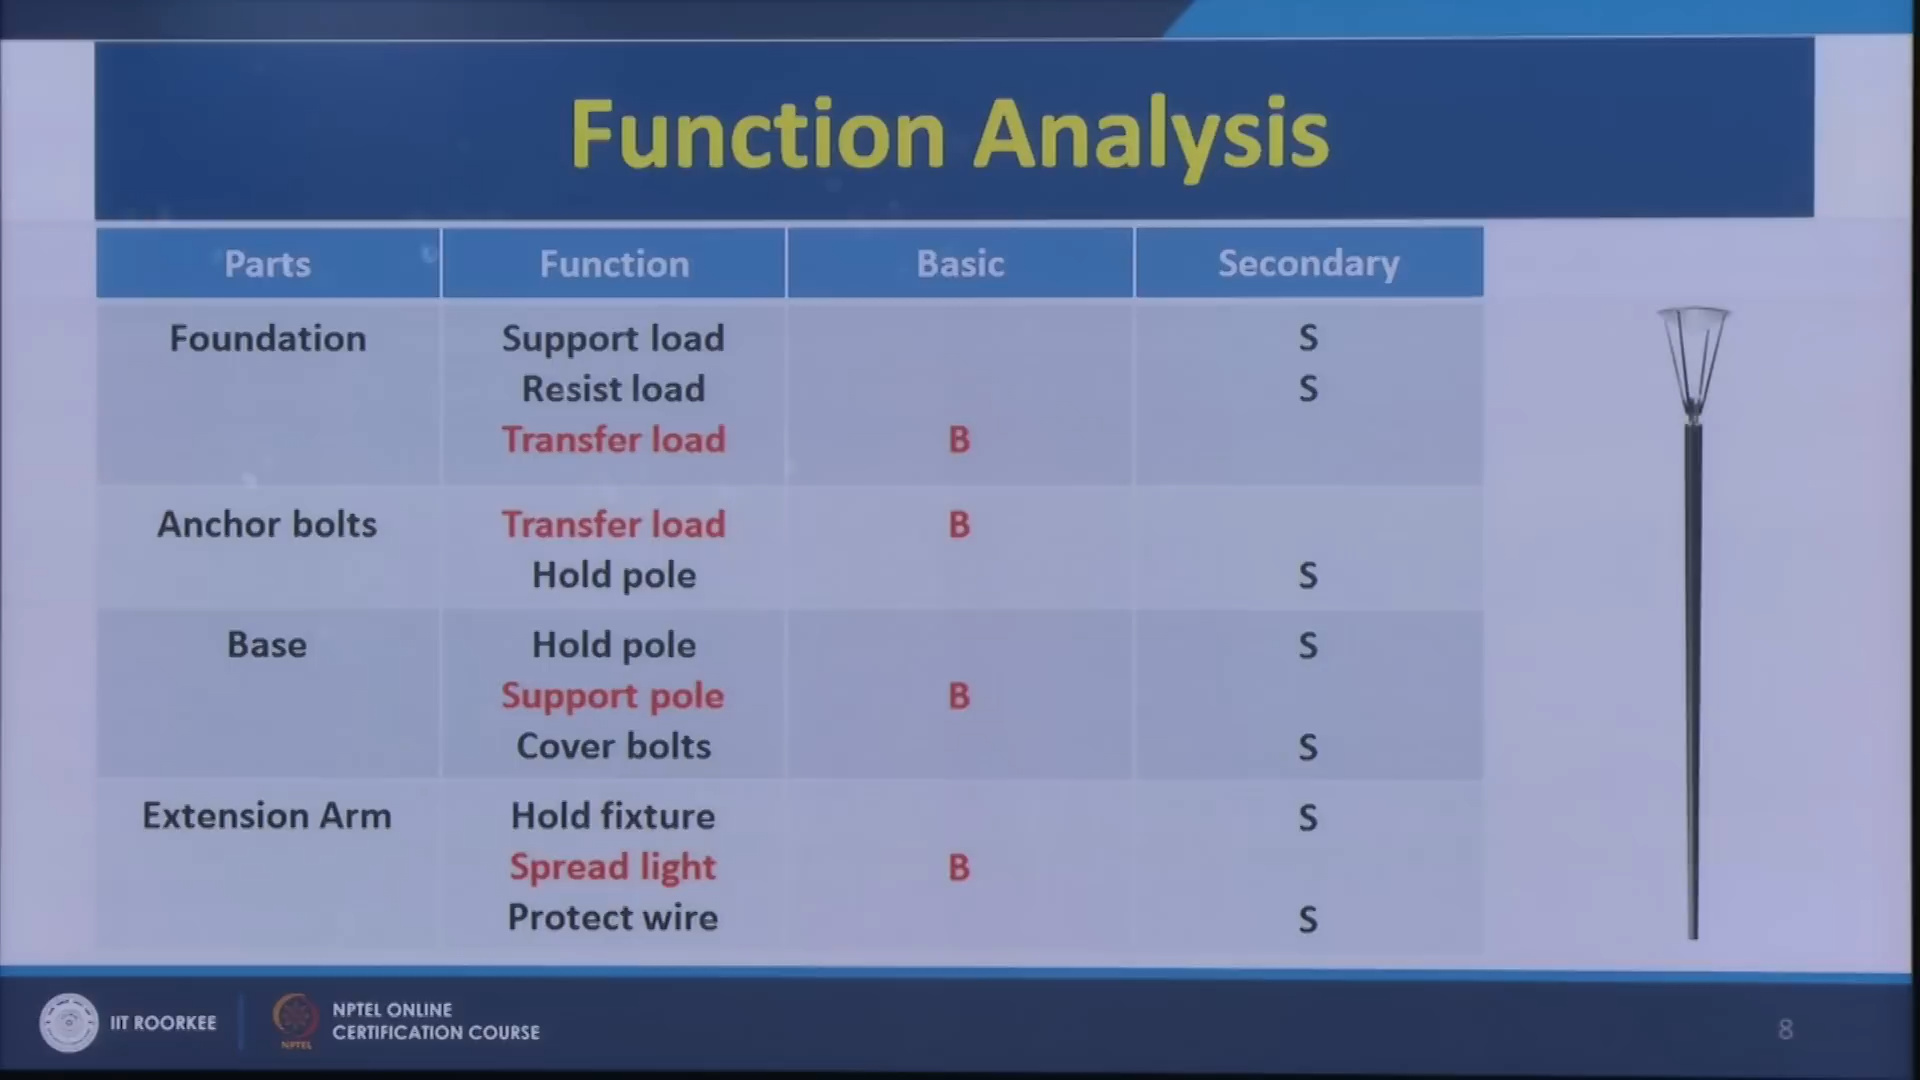 Function Analysis
Parts Function Basic Secondary
Foundation Support load S
Resist load S
Transfer load B
Anchor bolts Transfer load B
Hold pole S
Base Hold pole S
Support pole B
Cover bolts S
Extension Arm Hold fixture S
Spread light B
Protect wire S
IIT ROORKEE
NPTEL
NPTEL ONLINE
CERTIFICATION COURSE
8